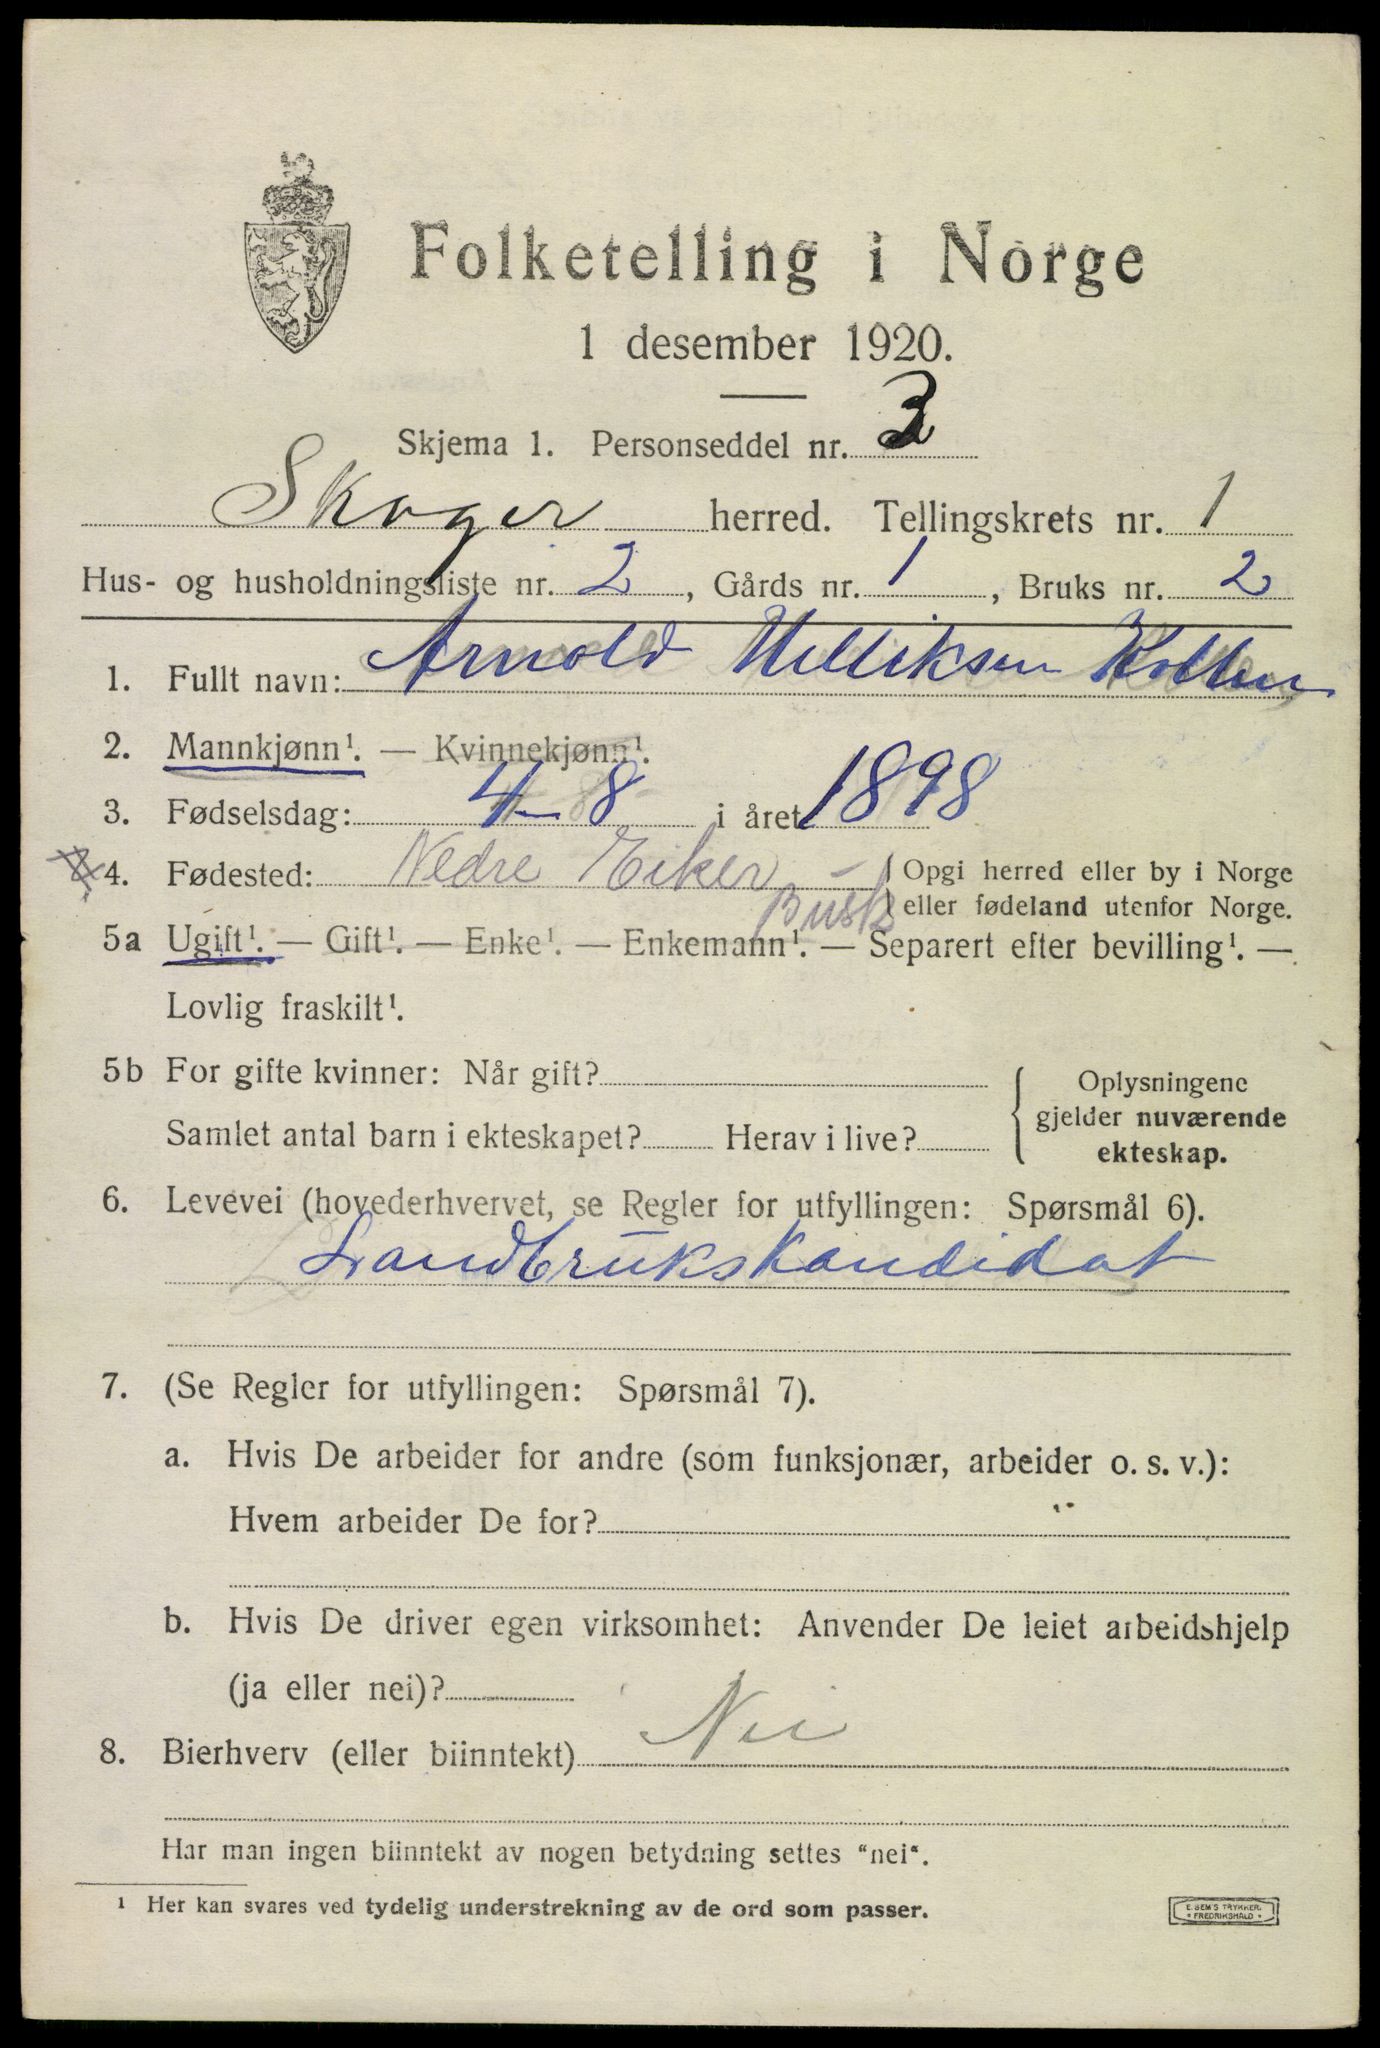 Folketelling i Norge
1 desember 1920.
Skjema 1. Personseddel nr. 3
Skoger herred. Tellingskrets nr. 1
Hus- og husholdningsliste nr. 2, Gårds nr. 1, Bruks nr. 2
1. Fullt navn: Arnold
2. Mannkjønn¹. — Kvinnekjønn¹.
3. Fødselsdag: 4-8 i året 1898
4. Fødested: Nedre Eiker Busk { Opgi herred eller by i Norge
eller fødeland utenfor Norge.
5a Ugift¹. — Gift¹. — Enke¹. — Enkemann¹. — Separert efter bevilling¹. —
Lovlig fraskilt¹.
5b For gifte kvinner: Når gift?
Samlet antal barn i ekteskapet? Herav i live?
{ Oplysningene
gjelder nuværende
ekteskap.
6. Levevei (hovederhvervet, se Regler for utfyllingen: Spørsmål 6).
Landbrukskandidat
7. (Se Regler for utfyllingen: Spørsmål 7).
a. Hvis De arbeider for andre (som funksjonær, arbeider o. s. v.):
Hvem arbeider De for?
b. Hvis De driver egen virksomhet: Anvender De leiet arbeidshjelp
(ja eller nei)?
8. Bierhverv (eller biinntekt) Nei
Har man ingen biinntekt av nogen betydning settes "nei".
¹ Her kan svares ved tydelig understrekning av de ord som passer.
E. SEM'S TRYKKER.
• FREDRIKSHALD •